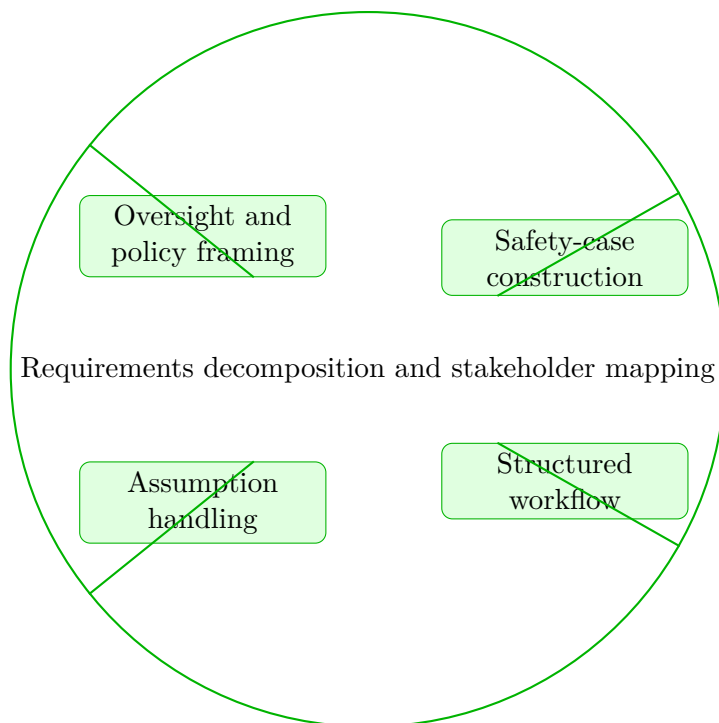 Oversight and
policy framing
Safety-case
construction
Requirements decomposition and stakeholder mapping
Assumption
handling
Structured
workflow